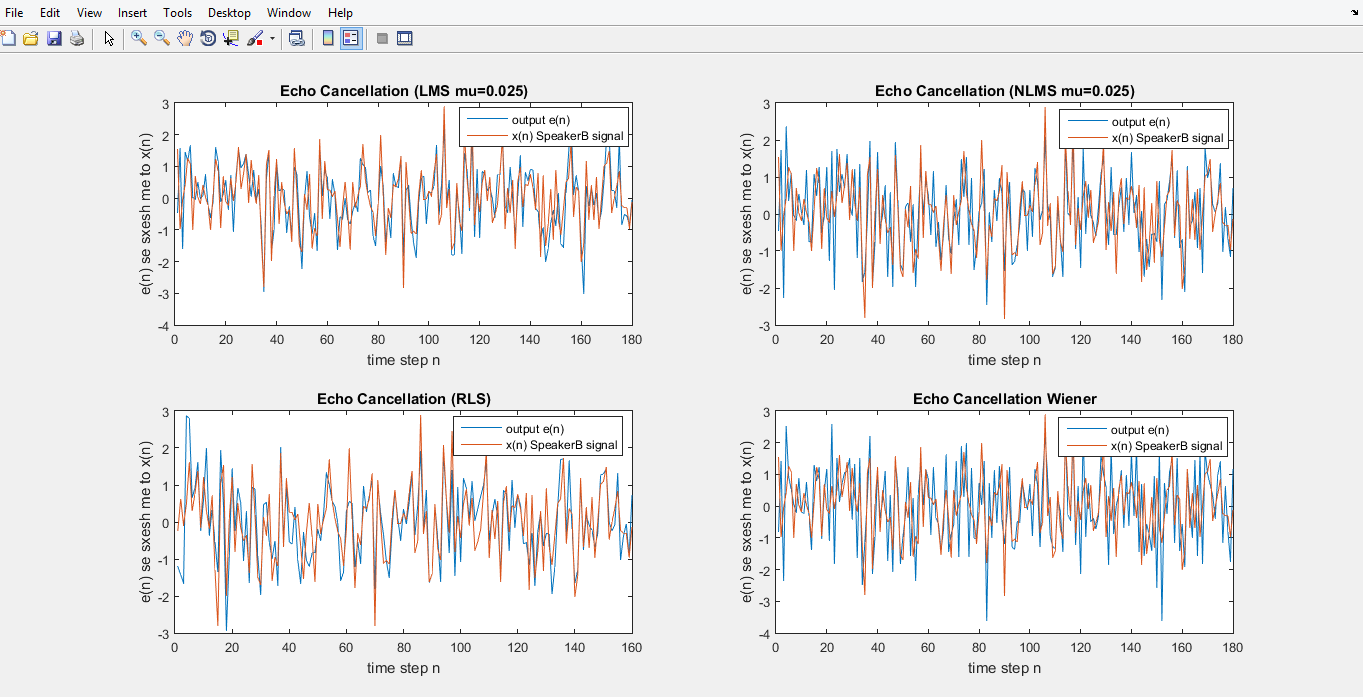 File Edit View Insert Tools Desktop Window Help
Echo Cancellation (LMS mu=0.025)
output e(n)
x(n) SpeakerB signal
e(n) se sxesh me to x(n)
3
2
1
0
-1
-2
-3
-4
0 20 40 60 80 100 120 140 160 180
time step n
Echo Cancellation (NLMS mu=0.025)
output e(n)
x(n) SpeakerB signal
e(n) se sxesh me to x(n)
3
2
1
0
-1
-2
-3
0 20 40 60 80 100 120 140 160 180
time step n
Echo Cancellation (RLS)
output e(n)
x(n) SpeakerB signal
e(n) se sxesh me to x(n)
3
2
1
0
-1
-2
-3
0 20 40 60 80 100 120 140 160
time step n
Echo Cancellation Wiener
output e(n)
x(n) SpeakerB signal
e(n) se sxesh me to x(n)
3
2
1
0
-1
-2
-3
-4
0 20 40 60 80 100 120 140 160 180
time step n